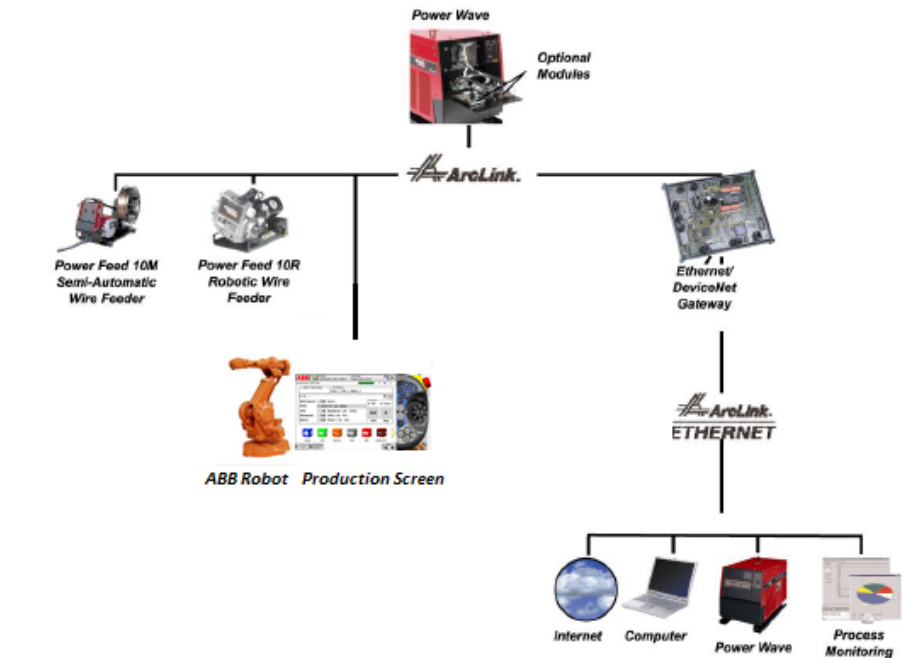 Power Wave
Optional
Modules
ArcLink.
Power Feed 10M
Semi-Automatic
Wire Feeder
Power Feed 10R
Robotic Wire
Feeder
Ethernet/
DeviceNet
Gateway
ABB
ArcLink.
ETHERNET
ABB Robot Production Screen
Internet
Computer
Power Wave
Process
Monitoring